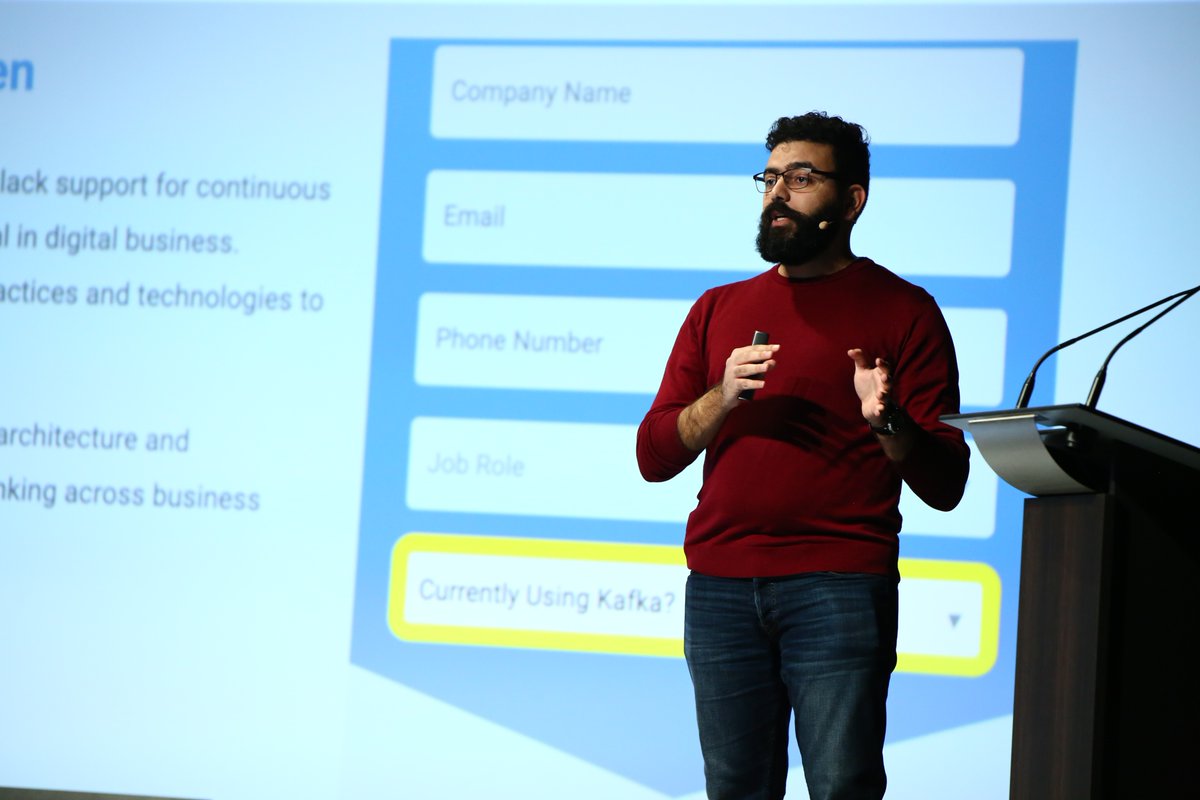 en
lack support for continuous
l in digital business.
actices and technologies to
architecture and
nking across business
Company Name
Email
Phone Number
Job Role
Currently Using Kafka?